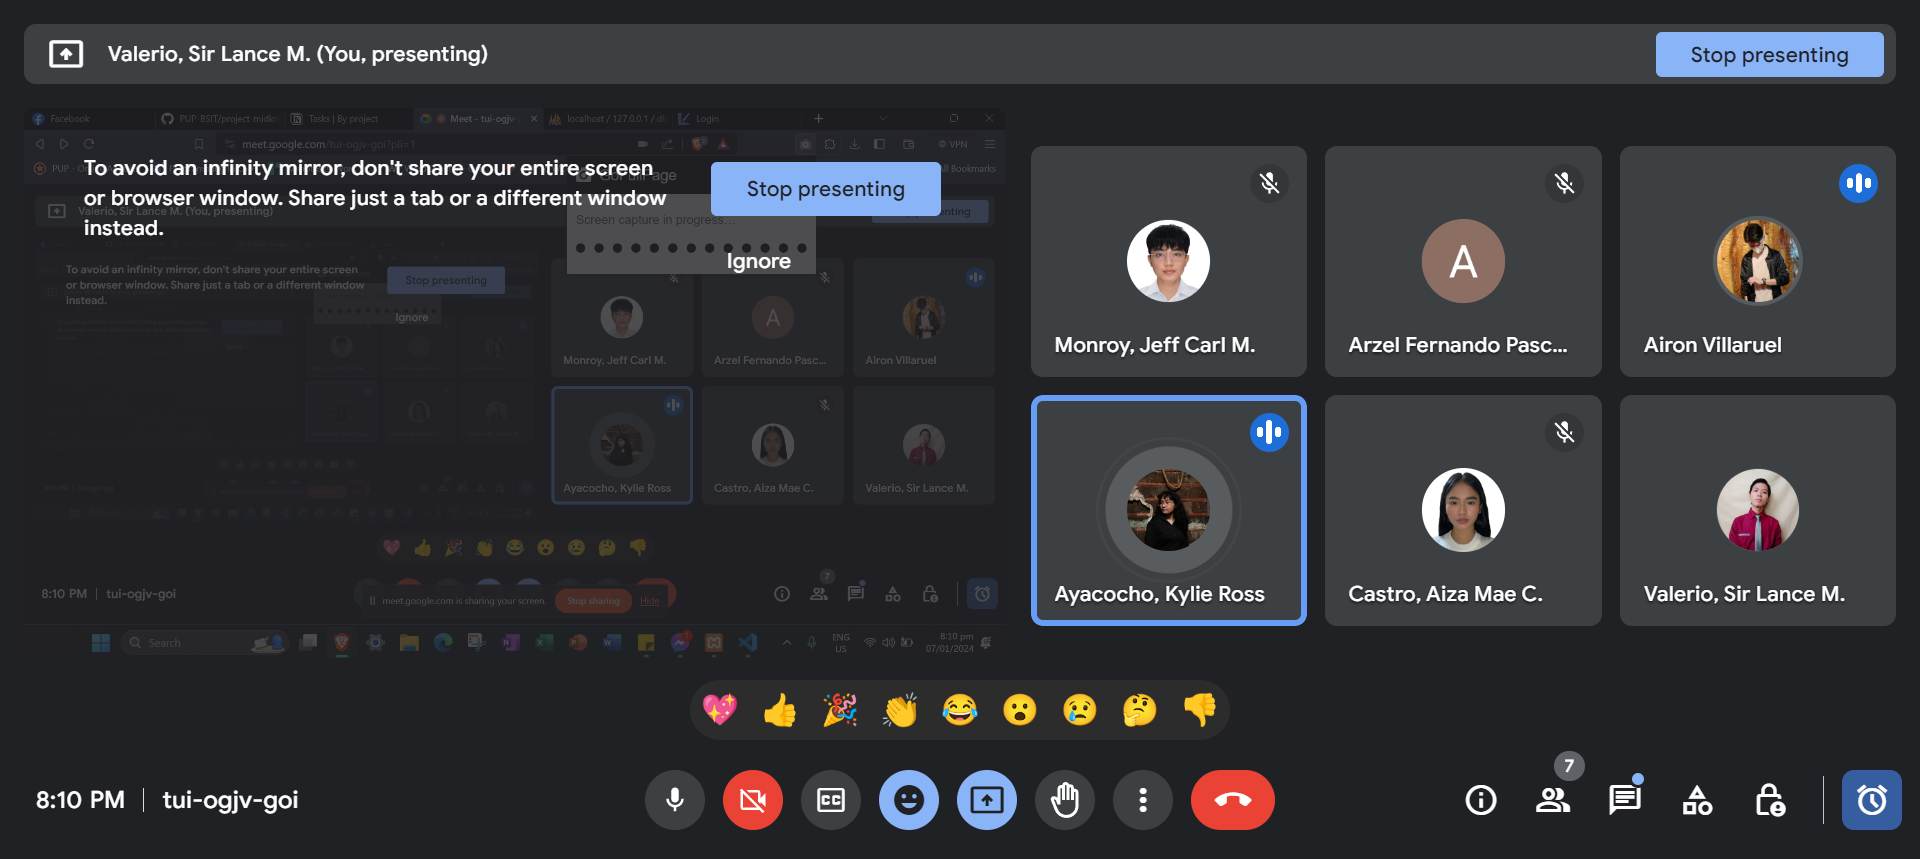 Valerio, Sir Lance M. (You, presenting)
Stop presenting
Facebook
PUP-BSIT/project-midk
Tasks | By project
Meet - tui-ogjv-
localhost / 127.0.0.1 / d
Login
meet.google.com/tui-ogjv-goi?pli=1
VPN
PUP -
All Bookmarks
To avoid an infinity mirror, don't share your entire screen
or browser window. Share just a tab or a different window
instead.
Stop presenting
Ignore
GoFullPage
Screen capture in progress...
Valerio, Sir Lance M. (You, presenting)
To avoid an infinity mirror, don't share your entire screen
or browser window. Share just a tab or a different window
instead.
Stop presenting
Ignore
A
Monroy, Jeff Carl M.
Arzel Fernando Pasc...
Airon Villaruel
Ayacocho, Kylie Ross
Castro, Aiza Mae C.
Valerio, Sir Lance M.
8:10 PM | tui-ogjv-goi
meet.google.com is sharing your screen.
Stop sharing
Hide
7
Search
ENG
US
8:10 pm
07/01/2024
A
Monroy, Jeff Carl M.
Arzel Fernando Pasc...
Airon Villaruel
Ayacocho, Kylie Ross
Castro, Aiza Mae C.
Valerio, Sir Lance M.
8:10 PM | tui-ogjv-goi
CC
7